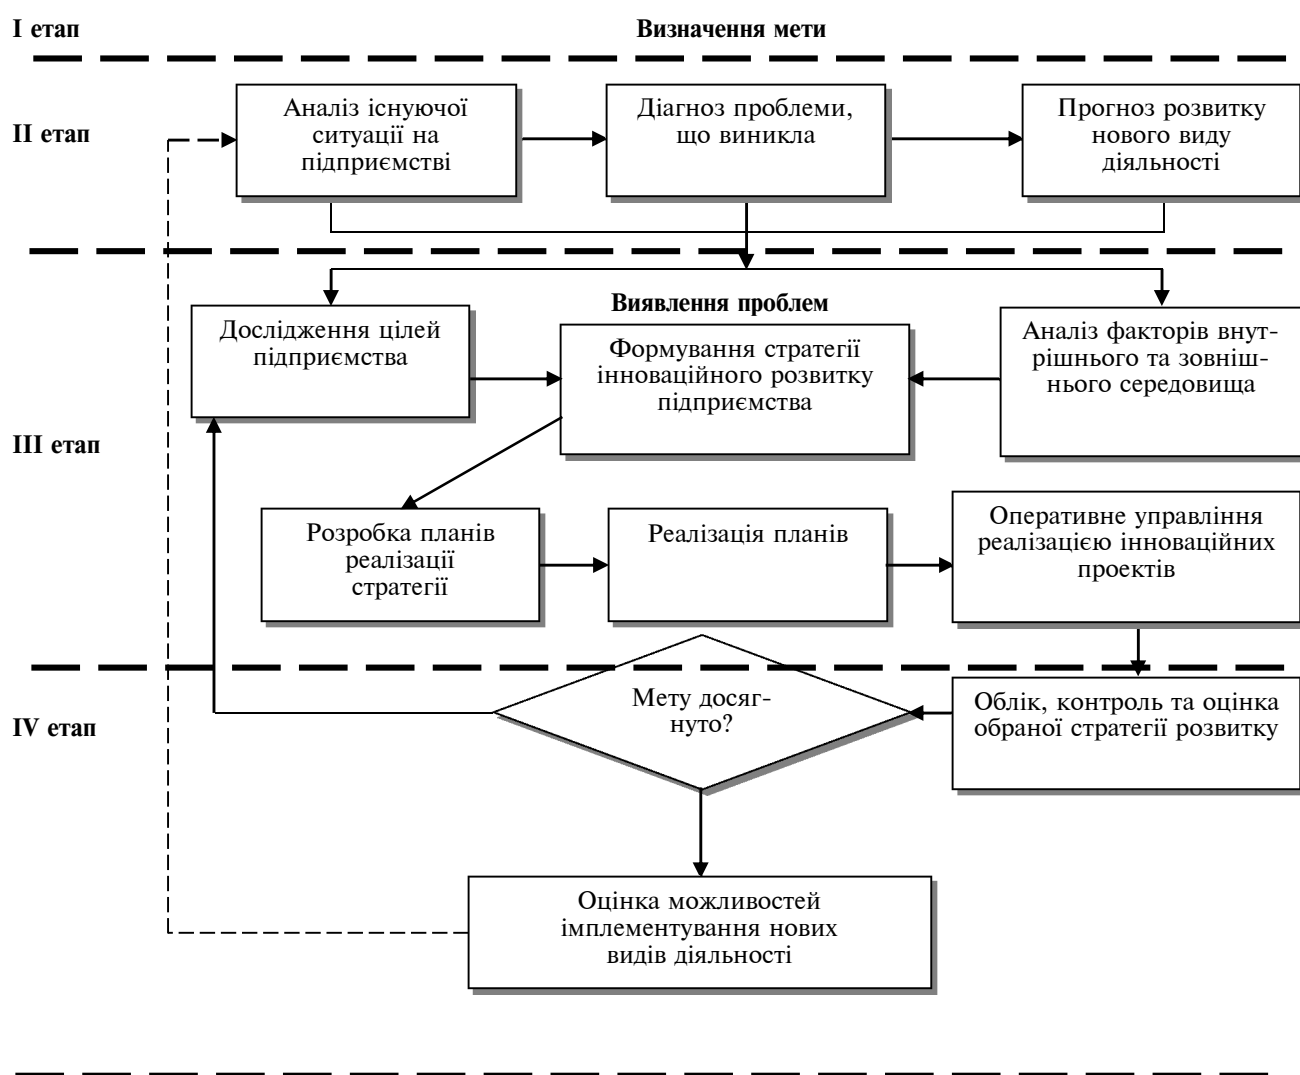 I етап
Визначення мети
II етап
Аналіз існуючої
ситуації на
підприємстві
Діагноз проблеми,
що виникла
Прогноз розвитку
нового виду
діяльності
Виявлення проблем
III етап
Дослідження цілей
підприємства
Формування стратегії
інноваційного розвитку
підприємства
Аналіз факторів внут-
рішнього та зовніш-
нього середовища
Розробка планів
реалізації
стратегії
Реалізація планів
Оперативне управління
реалізацією інноваційних
проектів
IV етап
Мету досяг-
нуто?
Облік, контроль та оцінка
обраної стратегії розвитку
Оцінка можливостей
імплементування нових
видів діяльності